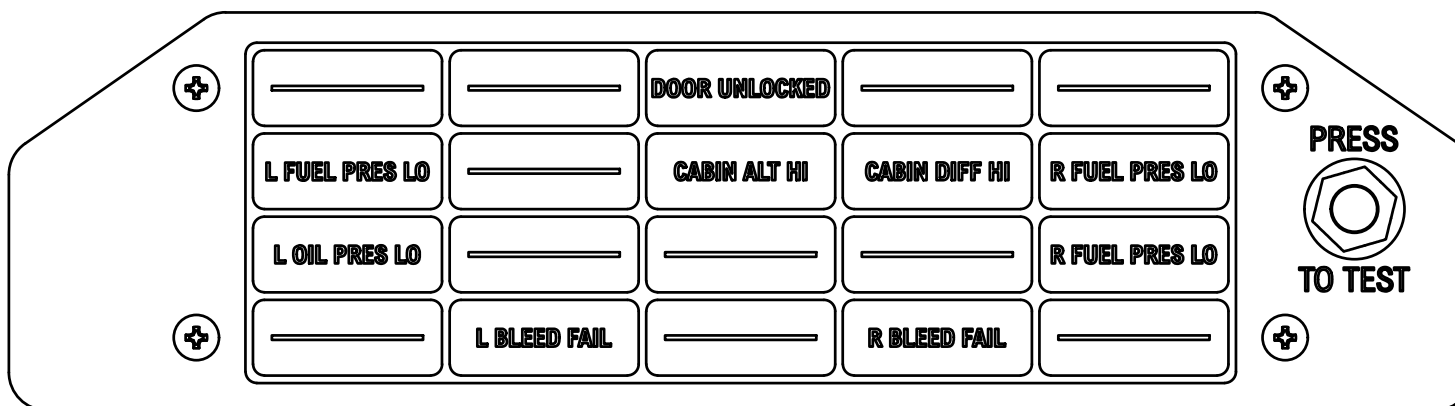 DOOR UNLOCKED
L FUEL PRES LO CABIN ALT HI CABIN DIFF HI R FUEL PRES LO
L OIL PRES LO R FUEL PRES LO
L BLEED FAIL R BLEED FAIL
PRESS
TO TEST